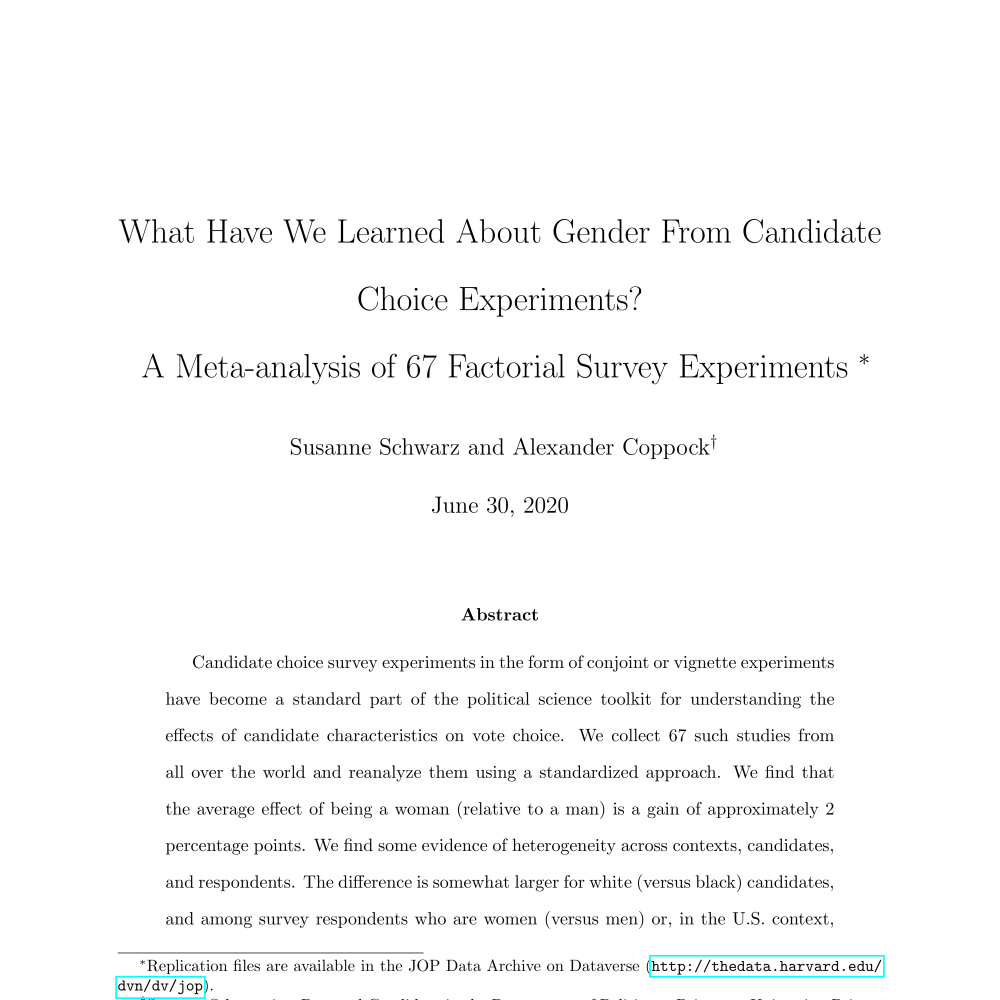 What Have We Learned About Gender From Candidate
Choice Experiments?
A Meta-analysis of 67 Factorial Survey Experiments *
Susanne Schwarz and Alexander Coppock†
June 30, 2020
Abstract
Candidate choice survey experiments in the form of conjoint or vignette experiments
have become a standard part of the political science toolkit for understanding the
effects of candidate characteristics on vote choice. We collect 67 such studies from
all over the world and reanalyze them using a standardized approach. We find that
the average effect of being a woman (relative to a man) is a gain of approximately 2
percentage points. We find some evidence of heterogeneity across contexts, candidates,
and respondents. The difference is somewhat larger for white (versus black) candidates,
and among survey respondents who are women (versus men) or, in the U.S. context,
*Replication files are available in the JOP Data Archive on Dataverse (http://thedata.harvard.edu/
dvn/dv/jop).